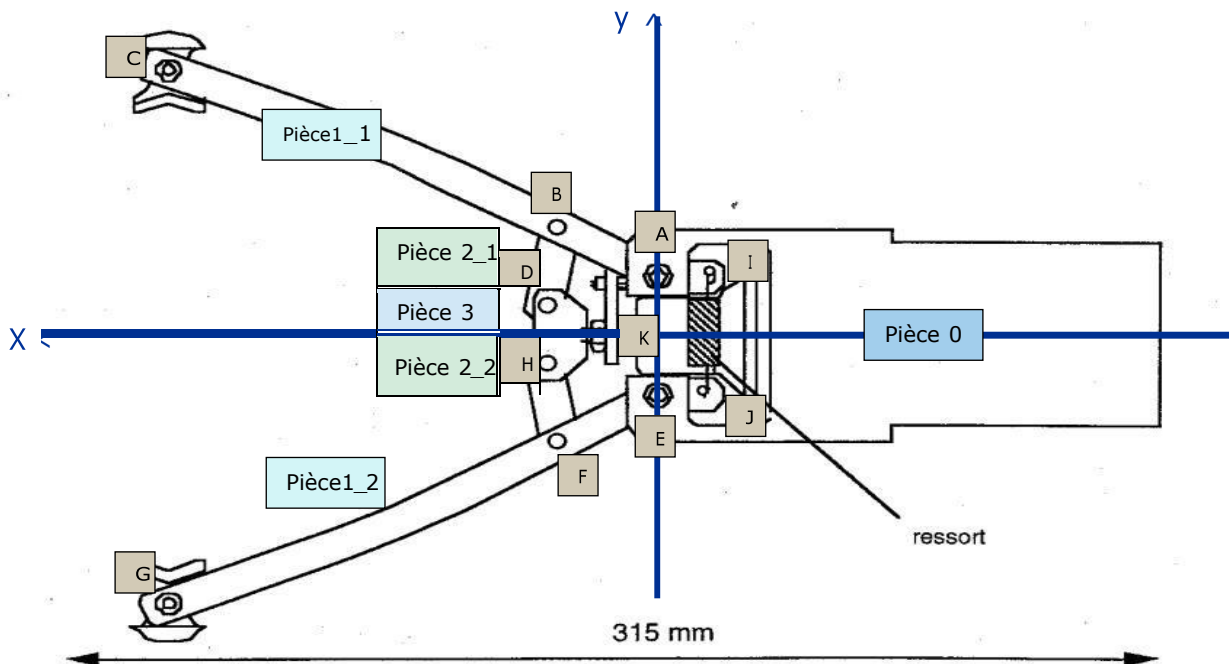 y
C
Pièce1_1
B
A
Pièce 2_1
D
I
Pièce 3
X
K
Pièce 0
Pièce 2_2
H
J
E
F
Pièce1_2
ressort
G
315 mm